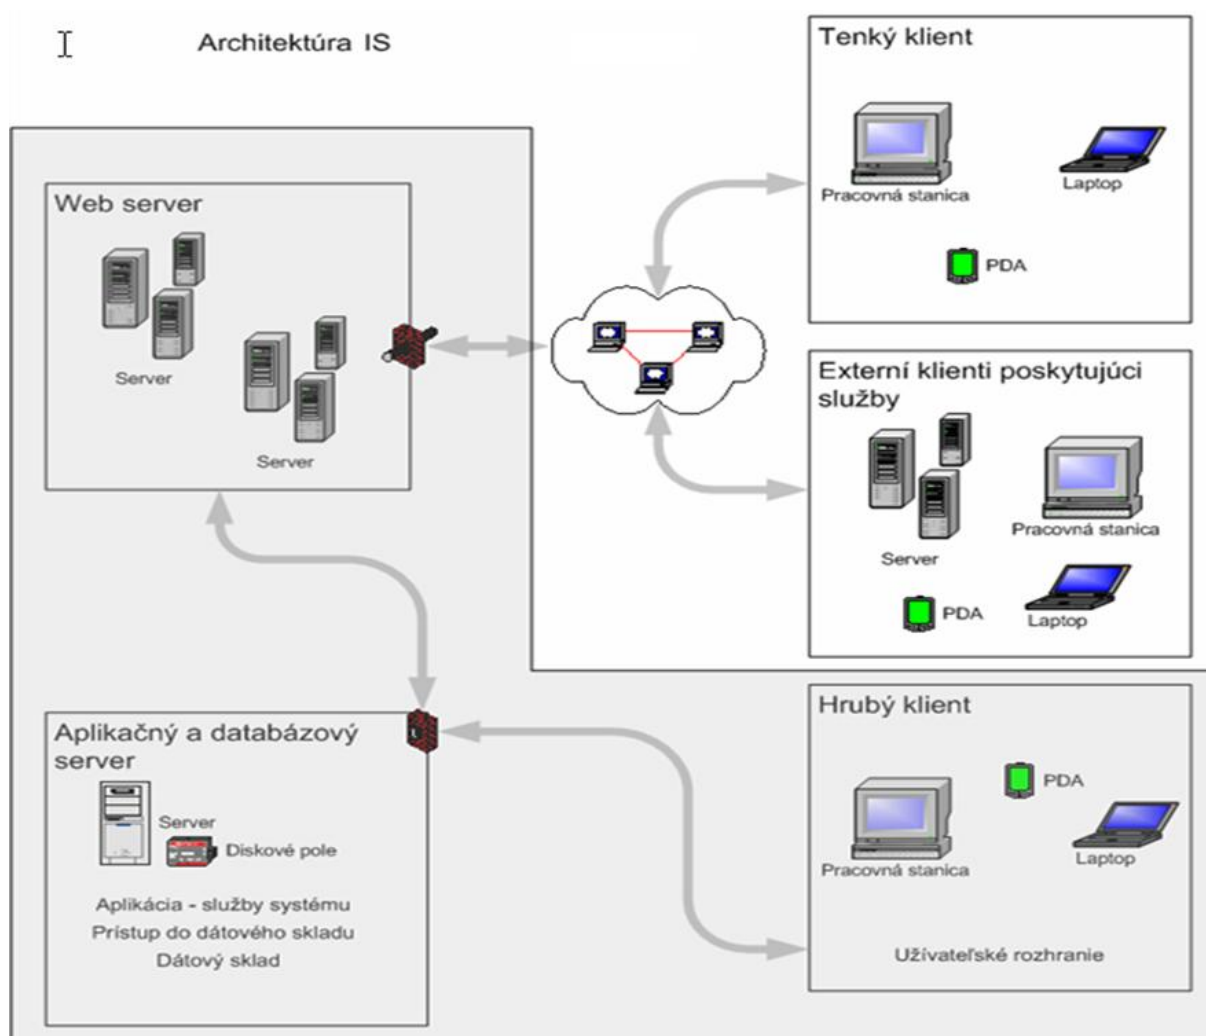 Architektúra IS
Tenký klient
Pracovná stanica
Laptop
PDA
Web server
Server
Server
Externí klienti poskytujúci
služby
Pracovná stanica
Server
PDA
Laptop
Aplikačný a databázový
server
Server
Diskové pole
Aplikácia - služby systému
Prístup do dátového skladu
Dátový sklad
Hrubý klient
PDA
Pracovná stanica
Laptop
Užívateľské rozhranie